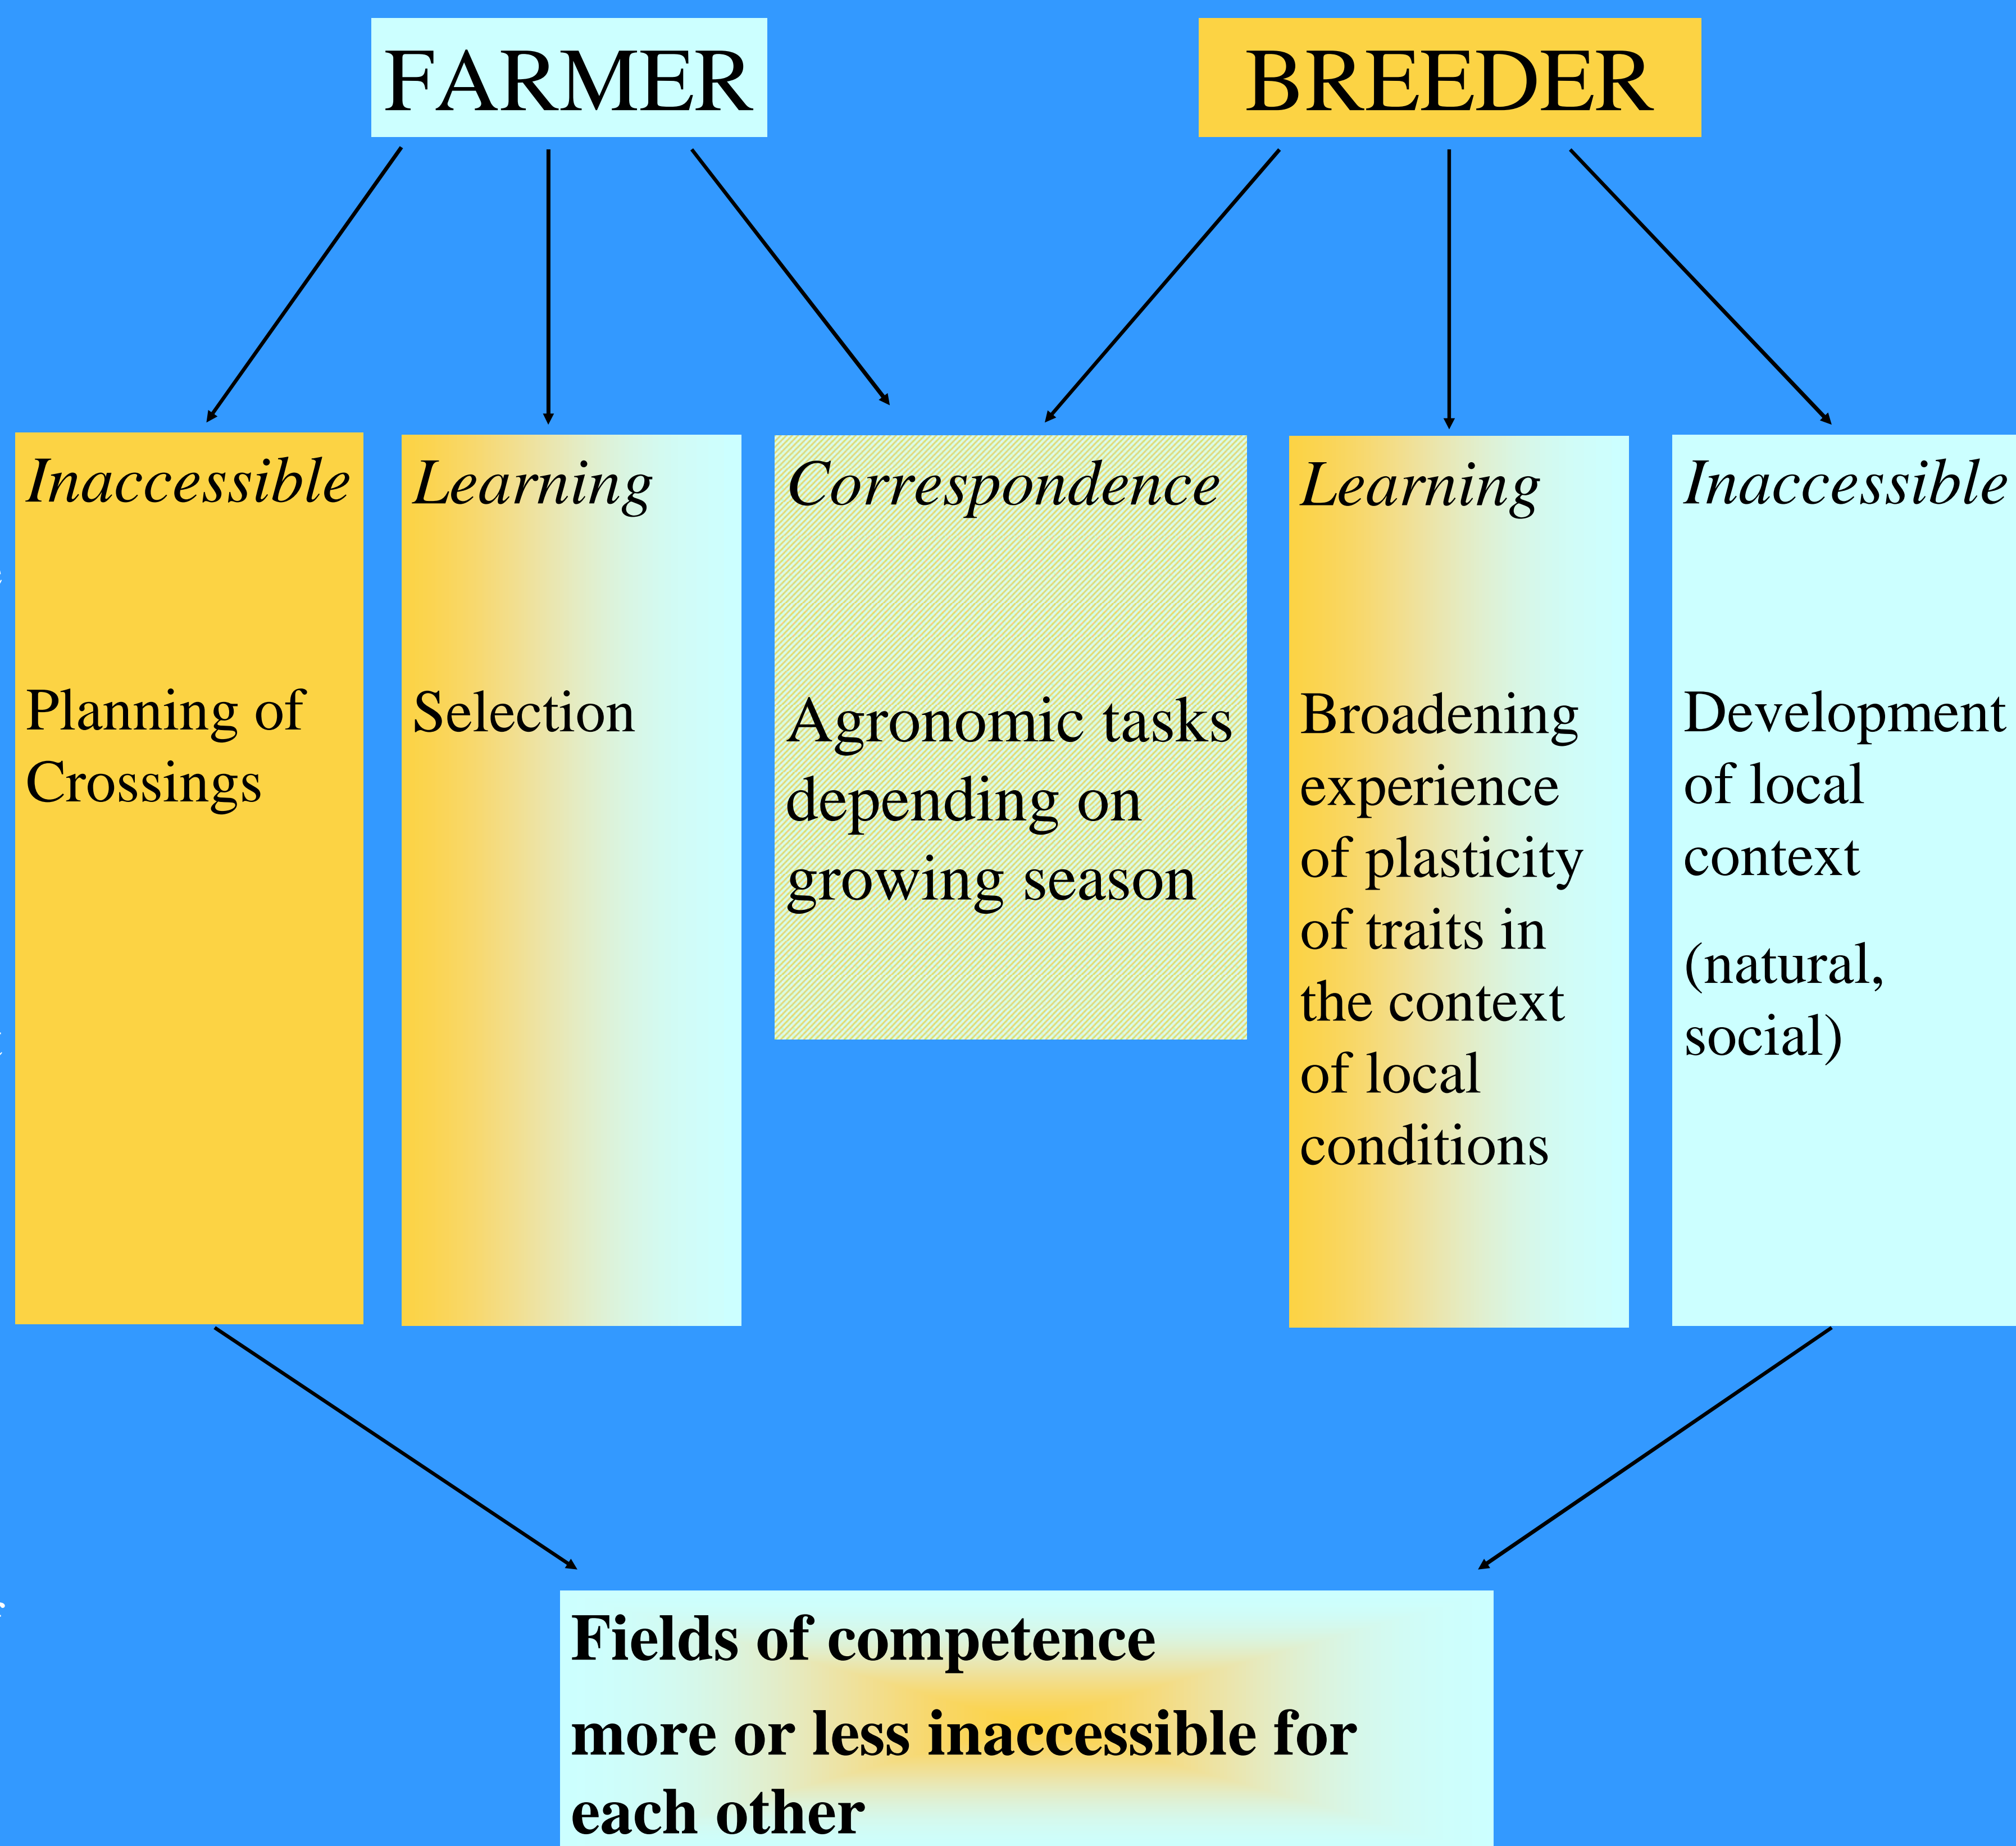 FARMER
BREEDER
Inaccessible
Planning of
Crossings
Learning
Selection
Correspondence
Agronomic tasks
depending on
growing season
Learning
Broadening
experience
of plasticity
of traits in
the context
of local
conditions
Inaccessible
Development
of local
context
(natural,
social)
Fields of competence
more or less inaccessible for
each other